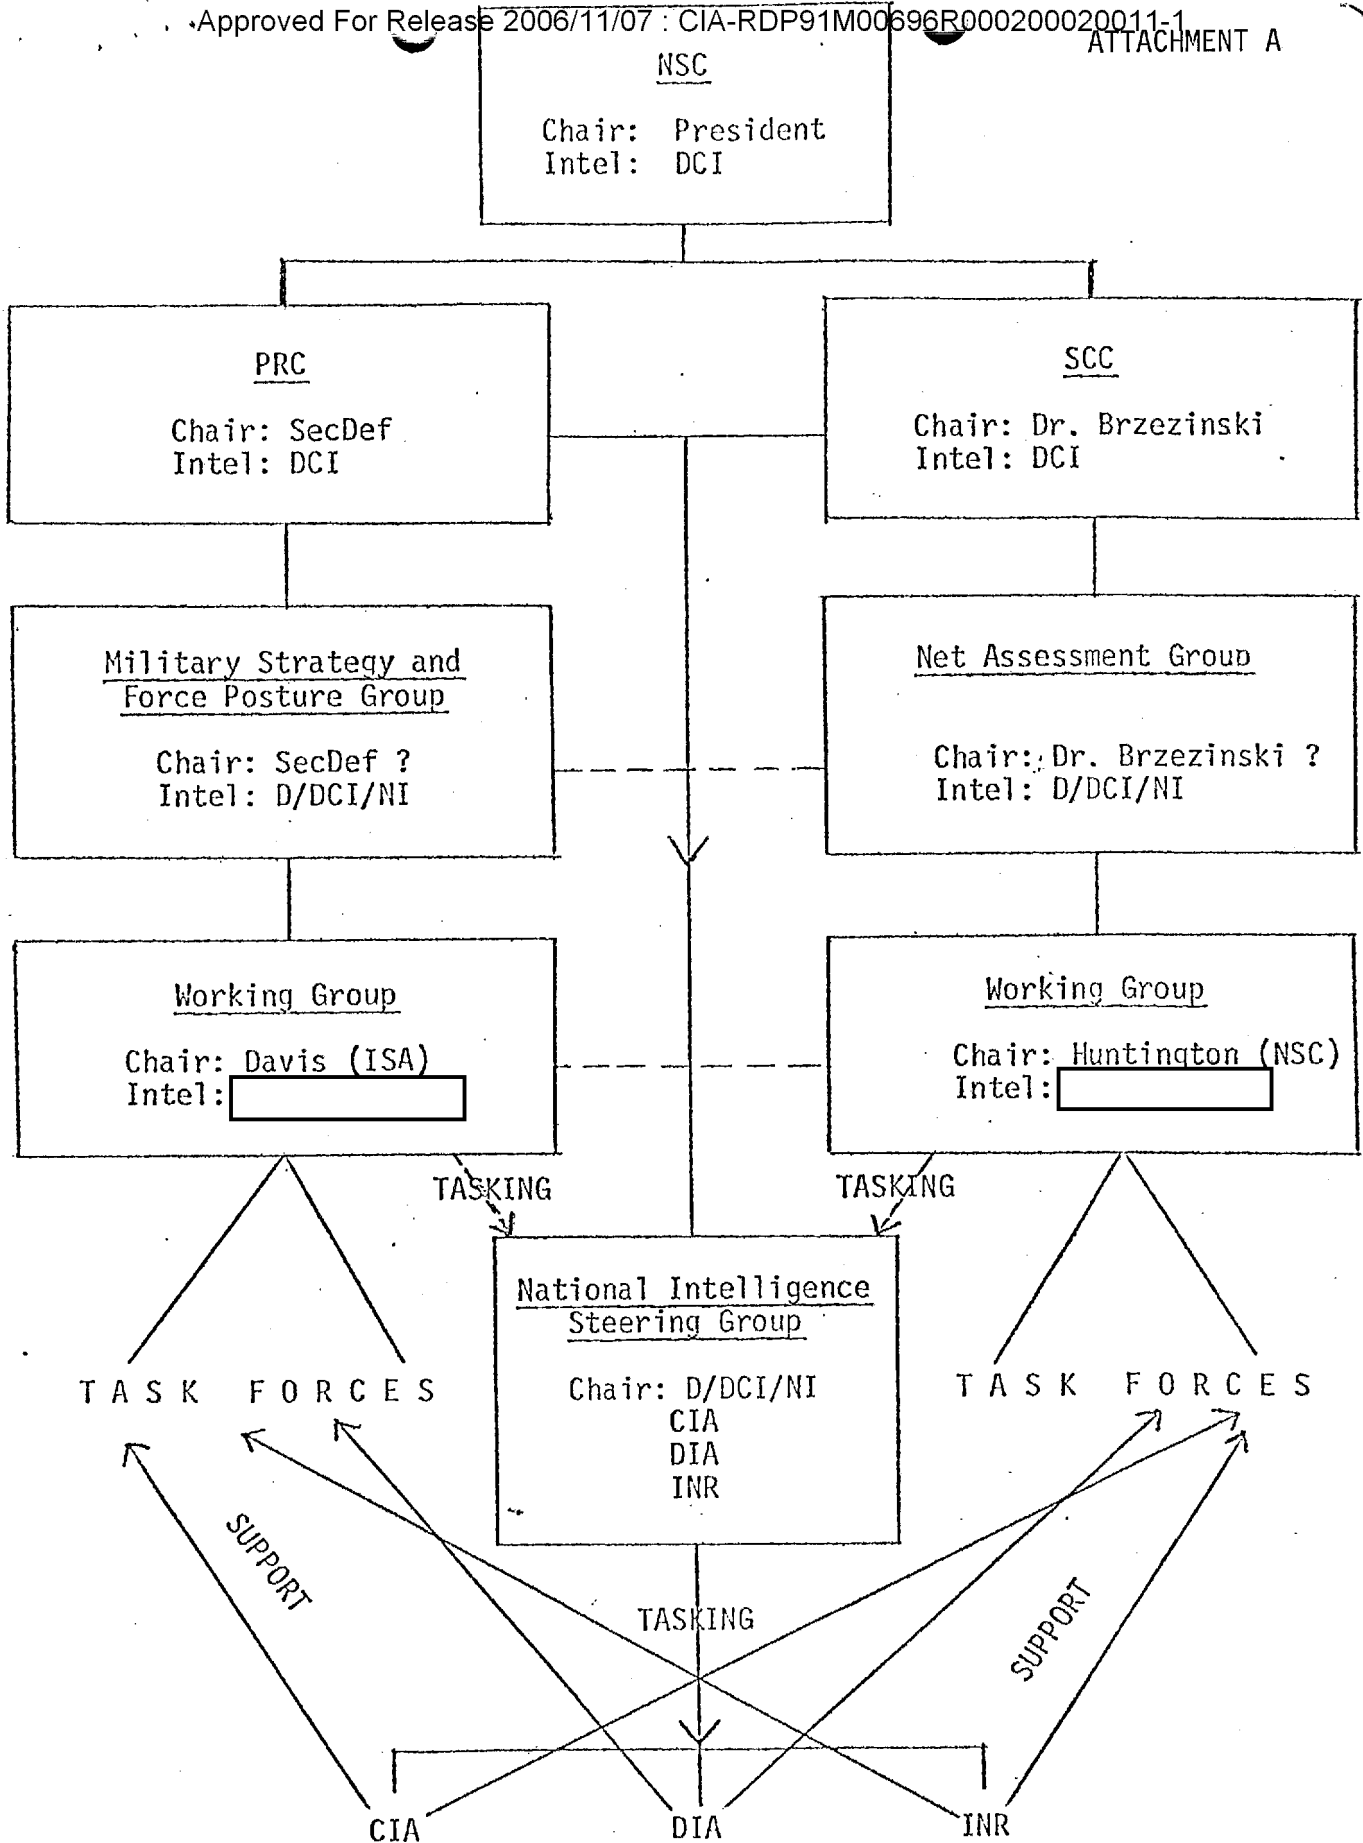 Approved For Release 2006/11/07 : CIA-RDP91M00696R000200020011-1
ATTACHMENT A
NSC
Chair: President
Intel: DCI
PRC
Chair: SecDef
Intel: DCI
SCC
Chair: Dr. Brzezinski
Intel: DCI
Military Strategy and
Force Posture Group
Chair: SecDef ?
Intel: D/DCI/NI
Net Assessment Group
Chair: Dr. Brzezinski ?
Intel: D/DCI/NI
Working Group
Chair: Davis (ISA)
Intel:
Working Group
Chair: Huntington (NSC)
Intel:
TASKING
TASKING
National Intelligence
Steering Group
Chair: D/DCI/NI
CIA
DIA
INR
TASK FORCES
TASK FORCES
SUPPORT
TASKING
SUPPORT
CIA
DIA
INR